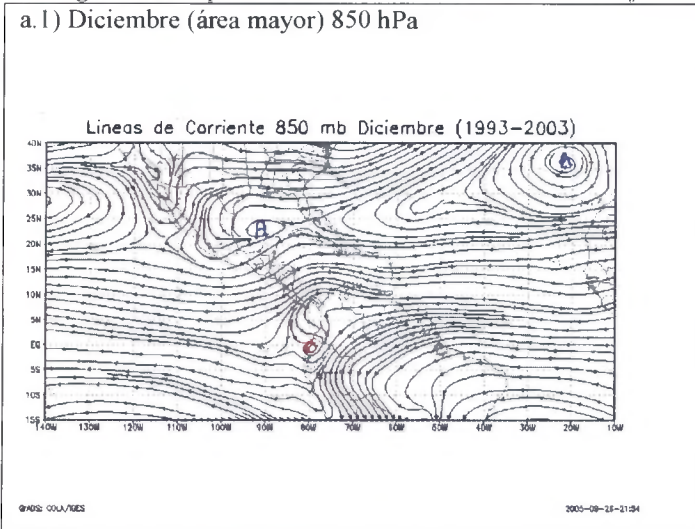 a.1) Diciembre (área mayor) 850 hPa
Lineas de Corriente 850 mb Diciembre (1993-2003)
40N
35N
30N
25N
20N
15N
10N
5N
EQ
5S
10S
15S
A
A
140W 130W 120W 110W 100W 90W 80W 70W 60W 50W 40W 30W 20W 10W
GrADS: COLA/IGES